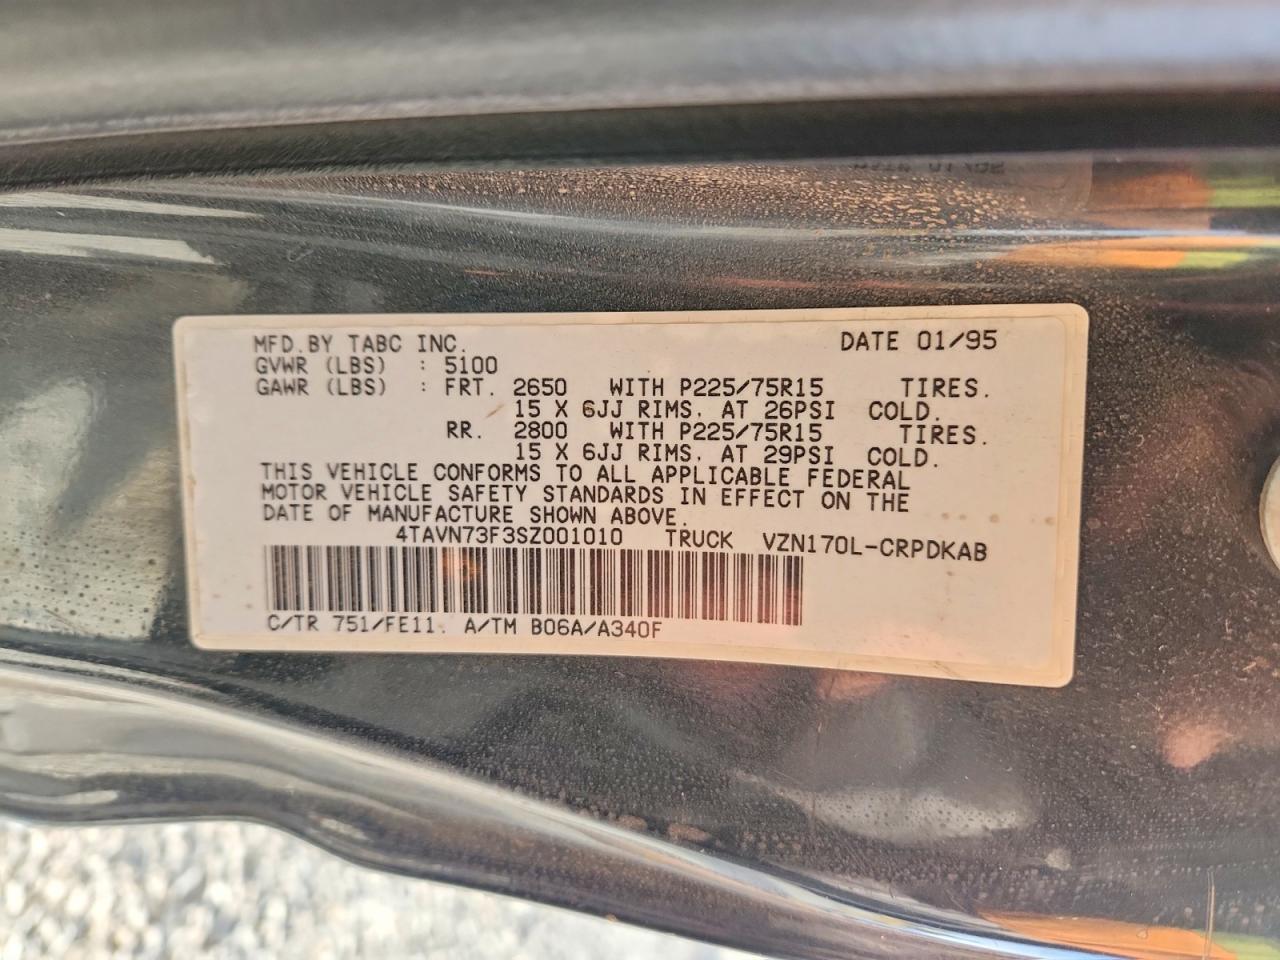 MFD.BY TABC INC. DATE 01/95
GVWR (LBS) : 5100
GAWR (LBS) : FRT. 2650 WITH P225/75R15 TIRES.
15 X 6JJ RIMS. AT 26PSI COLD.
RR. 2800 WITH P225/75R15 TIRES.
15 X 6JJ RIMS. AT 29PSI COLD.
THIS VEHICLE CONFORMS TO ALL APPLICABLE FEDERAL
MOTOR VEHICLE SAFETY STANDARDS IN EFFECT ON THE
DATE OF MANUFACTURE SHOWN ABOVE.
4TAVN73F3SZ001010 TRUCK VZN170L-CRPDKAB
C/TR 751/FE11. A/TM B06A/A340F